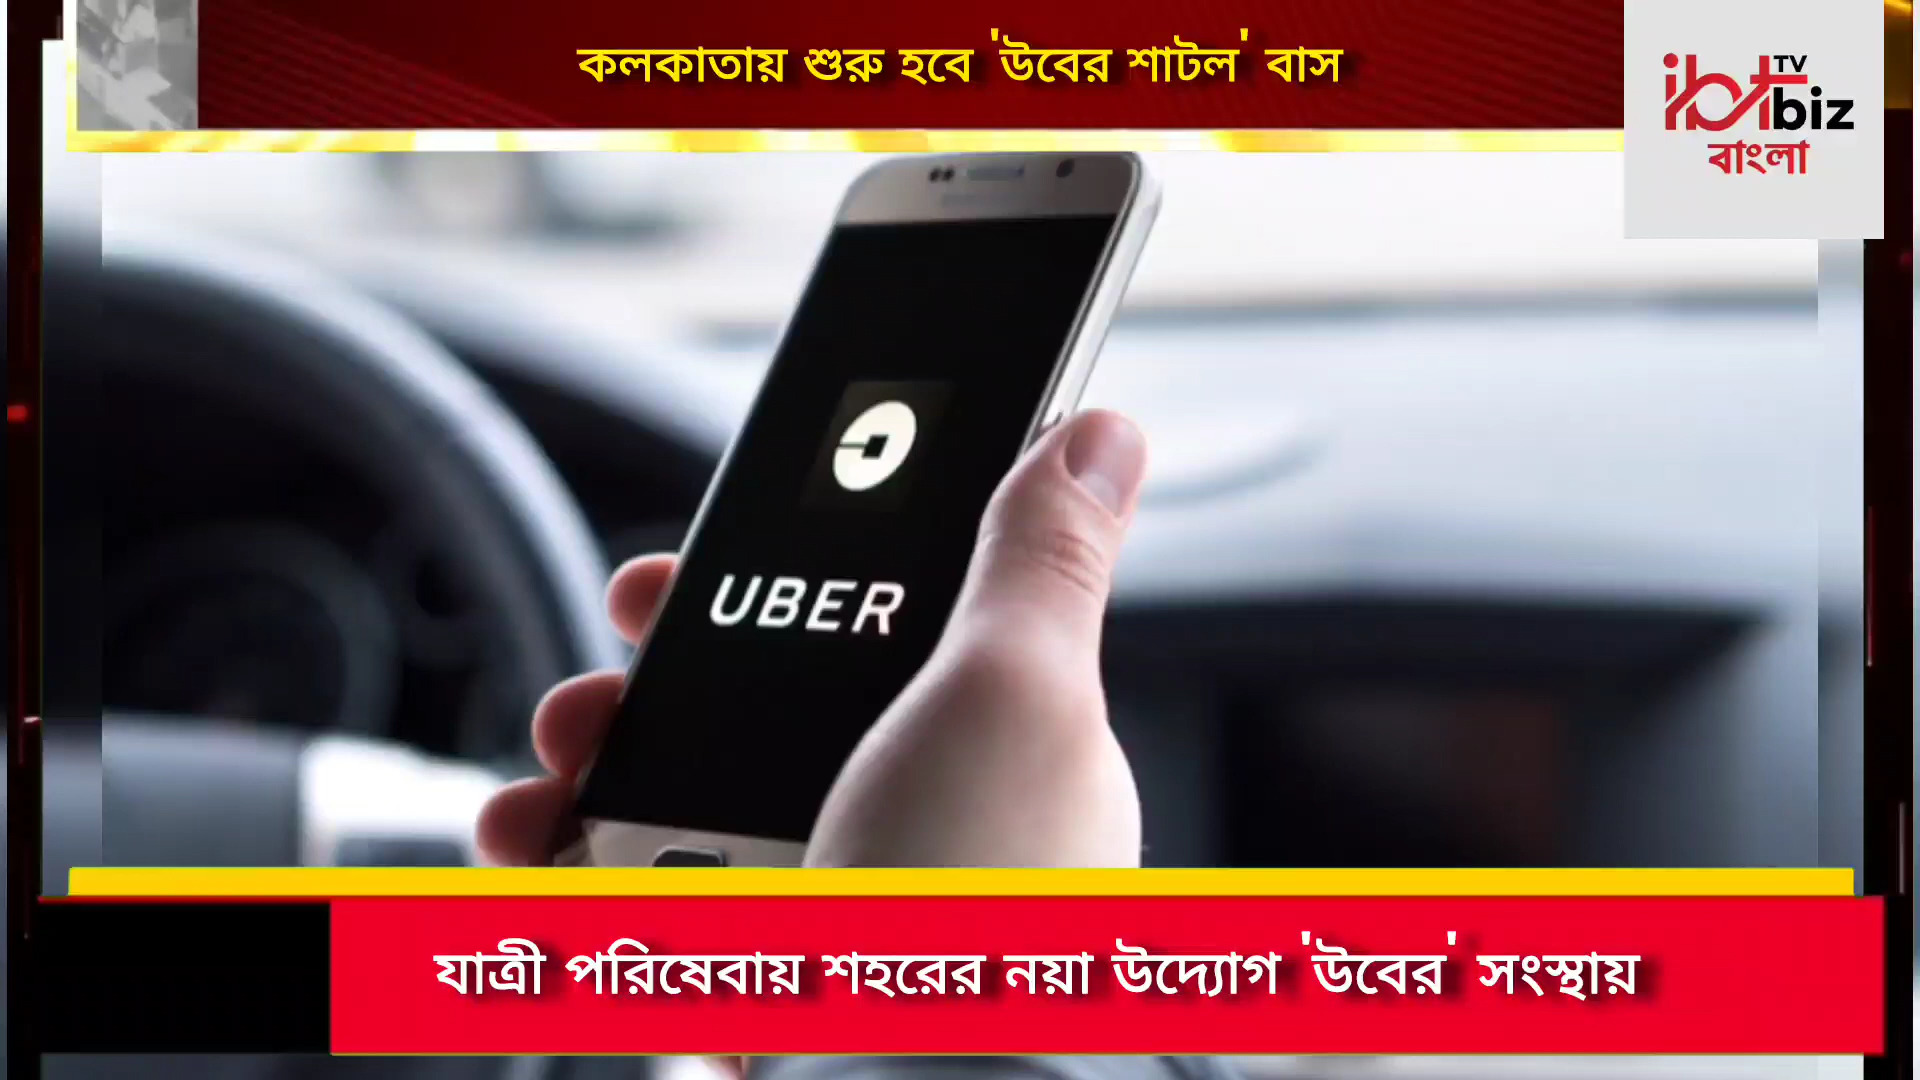 কলকাতায় শুরু হবে 'উবের শাটল' বাস
ibt TV
biz
বাংলা
UBER
যাত্রী পরিষেবায় শহরের নয়া উদ্যোগ 'উবের' সংস্থায়